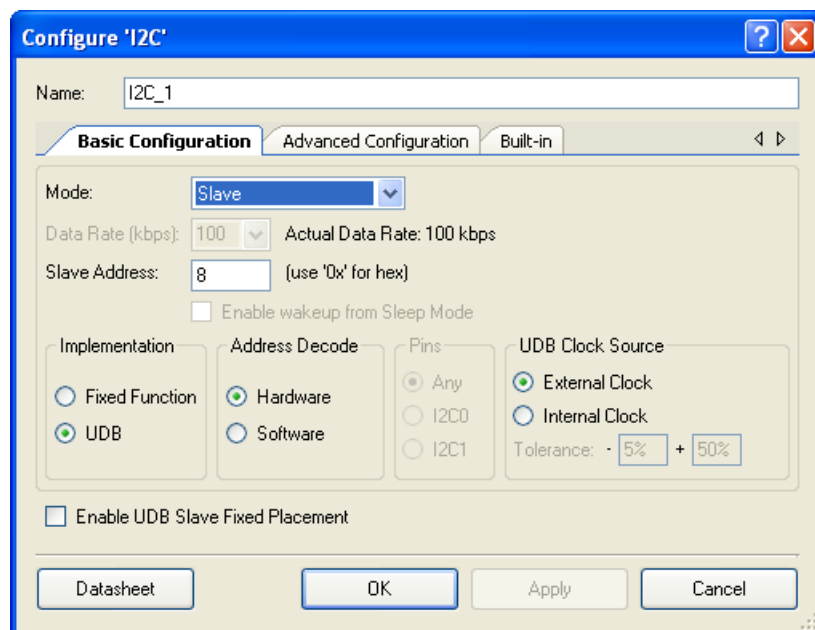 Configure 'I2C'
Name: I2C_1
Basic Configuration Advanced Configuration Built-in
Mode: Slave
Data Rate (kbps): 100 Actual Data Rate: 100 kbps
Slave Address: 8 (use '0x' for hex)
Enable wakeup from Sleep Mode
Implementation Address Decode Pins UDB Clock Source
Fixed Function Hardware Any External Clock
UDB Software I2C0 Internal Clock
I2C1 Tolerance: - 5% + 50%
Enable UDB Slave Fixed Placement
Datasheet OK Apply Cancel